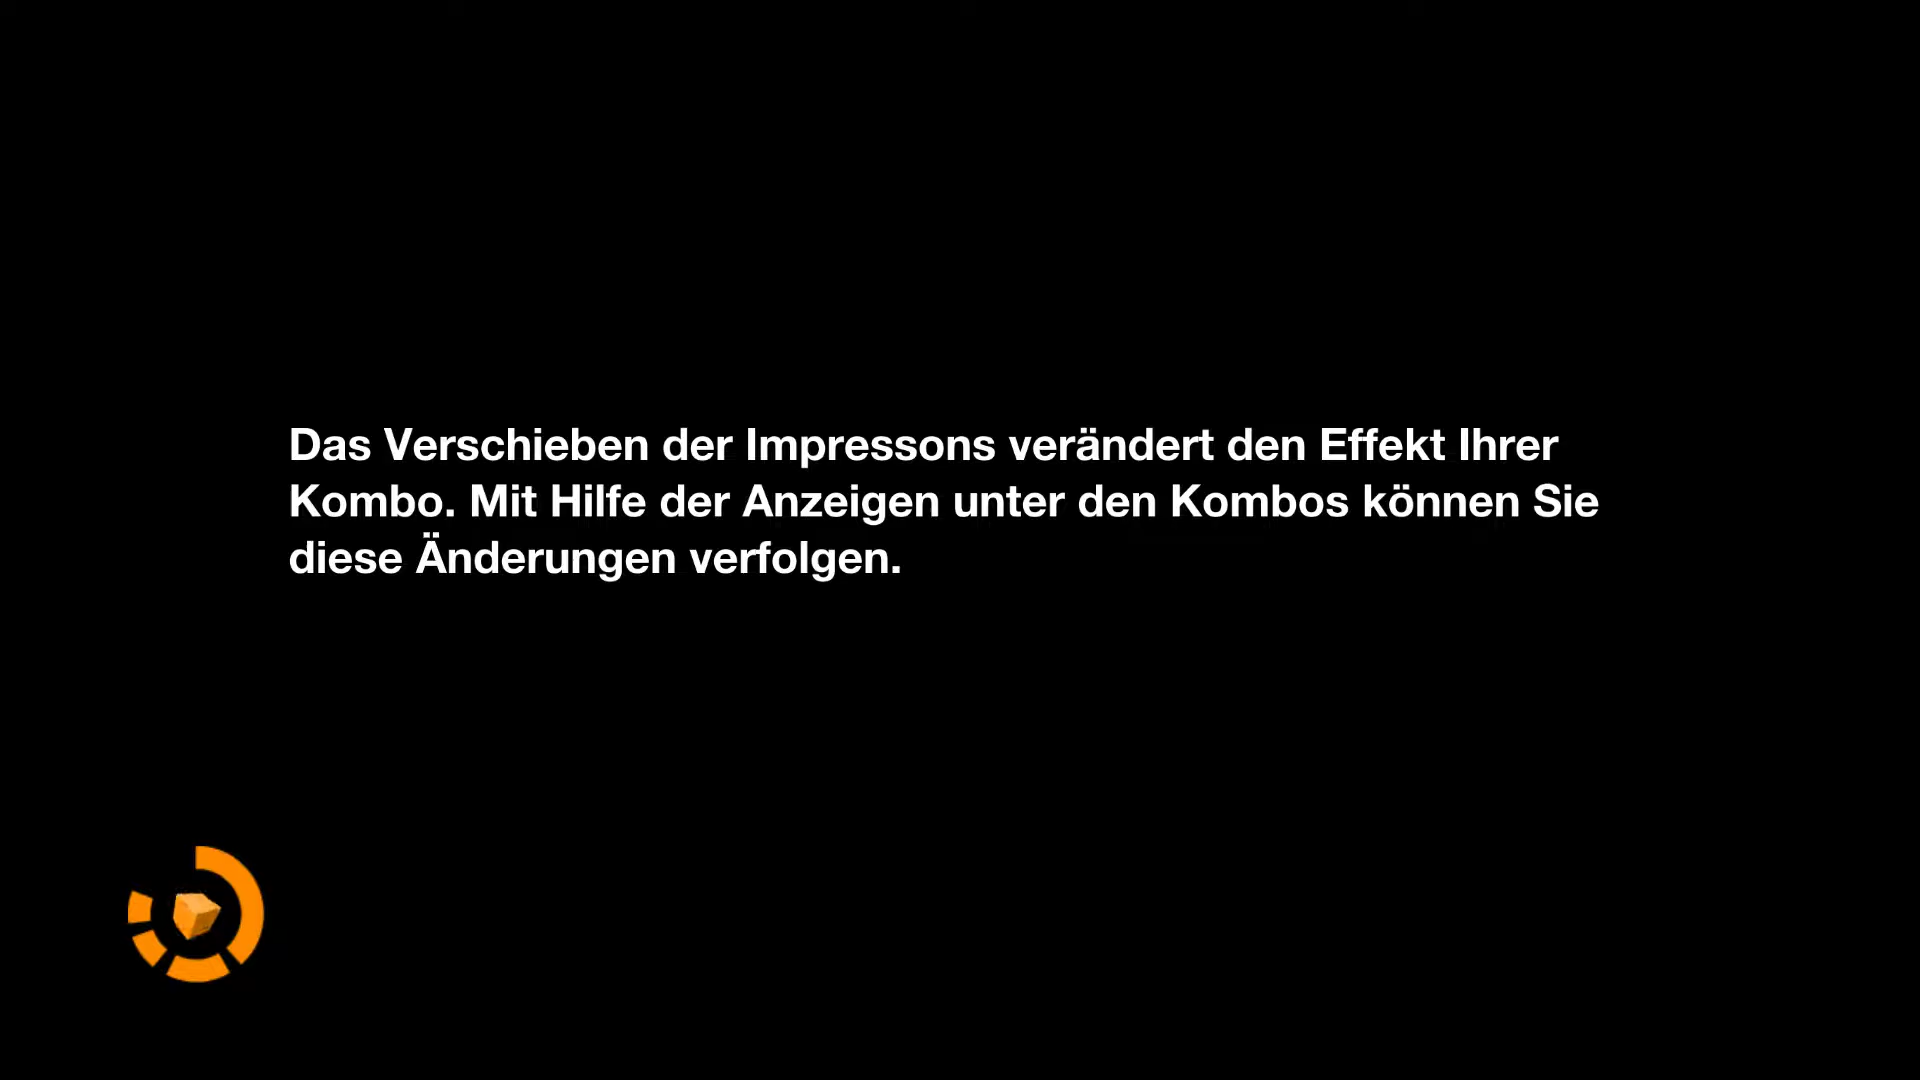 Das Verschieben der Impressons verändert den Effekt Ihrer
Kombo. Mit Hilfe der Anzeigen unter den Kombos können Sie
diese Änderungen verfolgen.